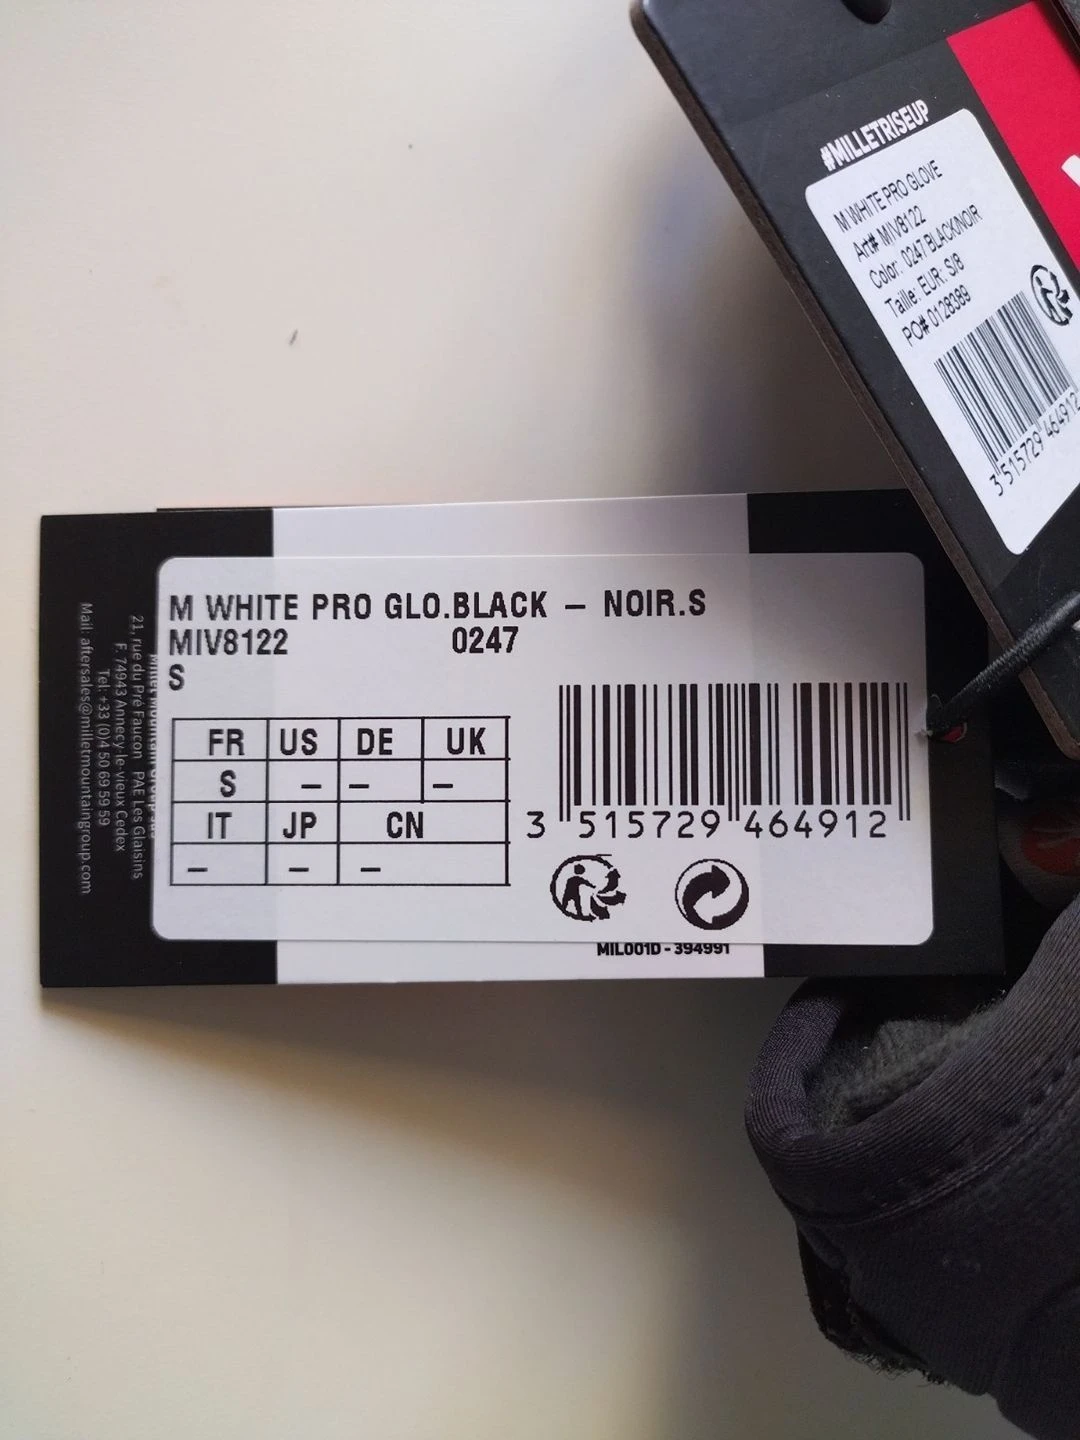 #MILLETRISEUP
M WHITE PRO GLOVE
Art# MIV8122
Color: 0247 BLACK/NOIR
Taille: EUR: S/8
PO# 0128389
3 515729 464912
M WHITE PRO GLO.BLACK – NOIR.S
MIV8122 0247
S
FR US DE UK
S – – –
IT JP CN
– – –
3 515729 464912
MIL001D - 394991
21, rue du Pré Faucon PAE Les Glaisins
F. 74943 Annecy-le-vieux Cedex
Tel: +33 (0)4 50 69 59 59
Mail: aftersales@milletmountaingroup.com